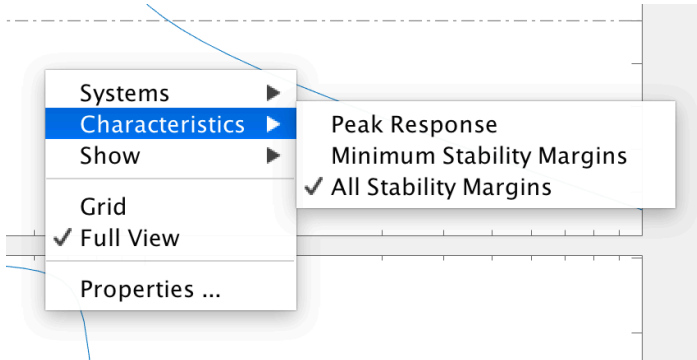 Systems
Characteristics
Show
Grid
Full View
Properties ...
Peak Response
Minimum Stability Margins
All Stability Margins